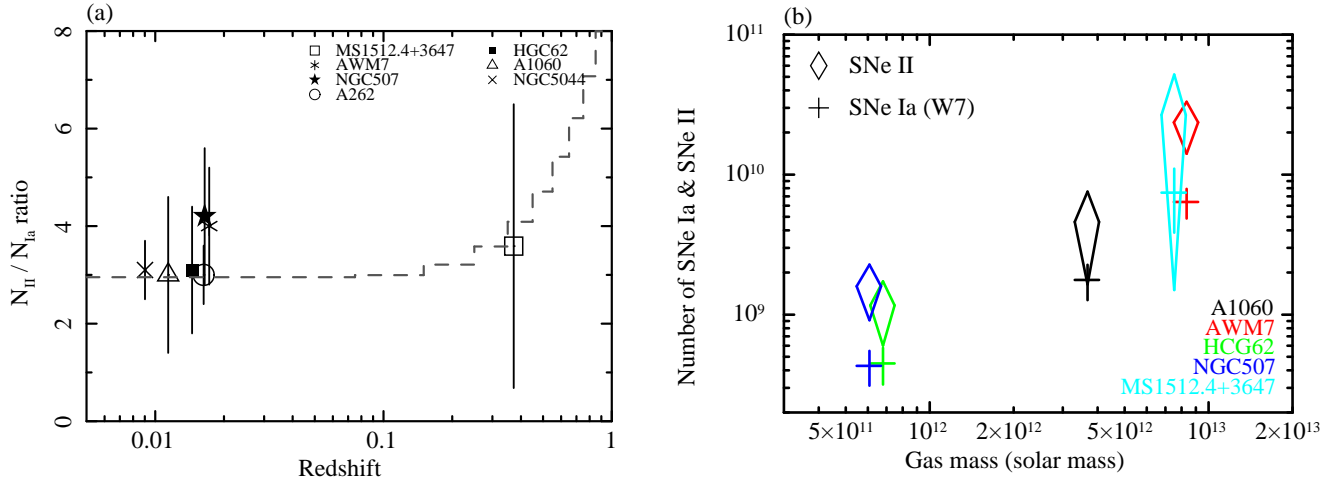 (a)
N_II / N_Ia ratio
8
6
4
2
0
MS1512.4+3647
AWM7
NGC507
A262
HGC62
A1060
NGC5044
0.01
0.1
1
Redshift
(b)
Number of SNe Ia & SNe II
10^11
10^10
10^9
SNe II
SNe Ia (W7)
A1060
AWM7
HCG62
NGC507
MS1512.4+3647
5×10^11
10^12
2×10^12
5×10^12
10^13
2×10^13
Gas mass (solar mass)